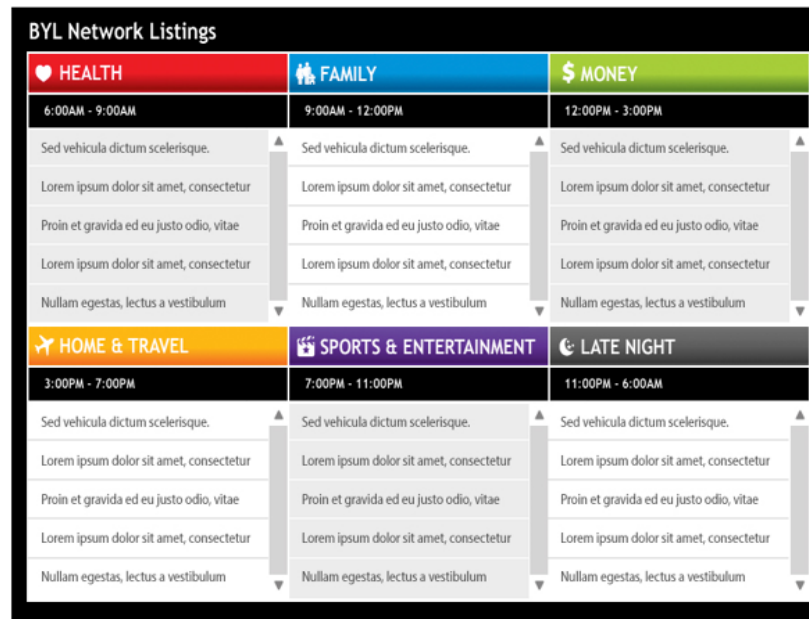 BYL Network Listings
HEALTH
6:00AM - 9:00AM
Sed vehicula dictum scelerisque.
Lorem ipsum dolor sit amet, consectetur
Proin et gravida ed eu justo odio, vitae
Lorem ipsum dolor sit amet, consectetur
Nullam egestas, lectus a vestibulum
FAMILY
9:00AM - 12:00PM
Sed vehicula dictum scelerisque.
Lorem ipsum dolor sit amet, consectetur
Proin et gravida ed eu justo odio, vitae
Lorem ipsum dolor sit amet, consectetur
Nullam egestas, lectus a vestibulum
$ MONEY
12:00PM - 3:00PM
Sed vehicula dictum scelerisque.
Lorem ipsum dolor sit amet, consectetur
Proin et gravida ed eu justo odio, vitae
Lorem ipsum dolor sit amet, consectetur
Nullam egestas, lectus a vestibulum
HOME & TRAVEL
3:00PM - 7:00PM
Sed vehicula dictum scelerisque.
Lorem ipsum dolor sit amet, consectetur
Proin et gravida ed eu justo odio, vitae
Lorem ipsum dolor sit amet, consectetur
Nullam egestas, lectus a vestibulum
SPORTS & ENTERTAINMENT
7:00PM - 11:00PM
Sed vehicula dictum scelerisque.
Lorem ipsum dolor sit amet, consectetur
Proin et gravida ed eu justo odio, vitae
Lorem ipsum dolor sit amet, consectetur
Nullam egestas, lectus a vestibulum
LATE NIGHT
11:00PM - 6:00AM
Sed vehicula dictum scelerisque.
Lorem ipsum dolor sit amet, consectetur
Proin et gravida ed eu justo odio, vitae
Lorem ipsum dolor sit amet, consectetur
Nullam egestas, lectus a vestibulum